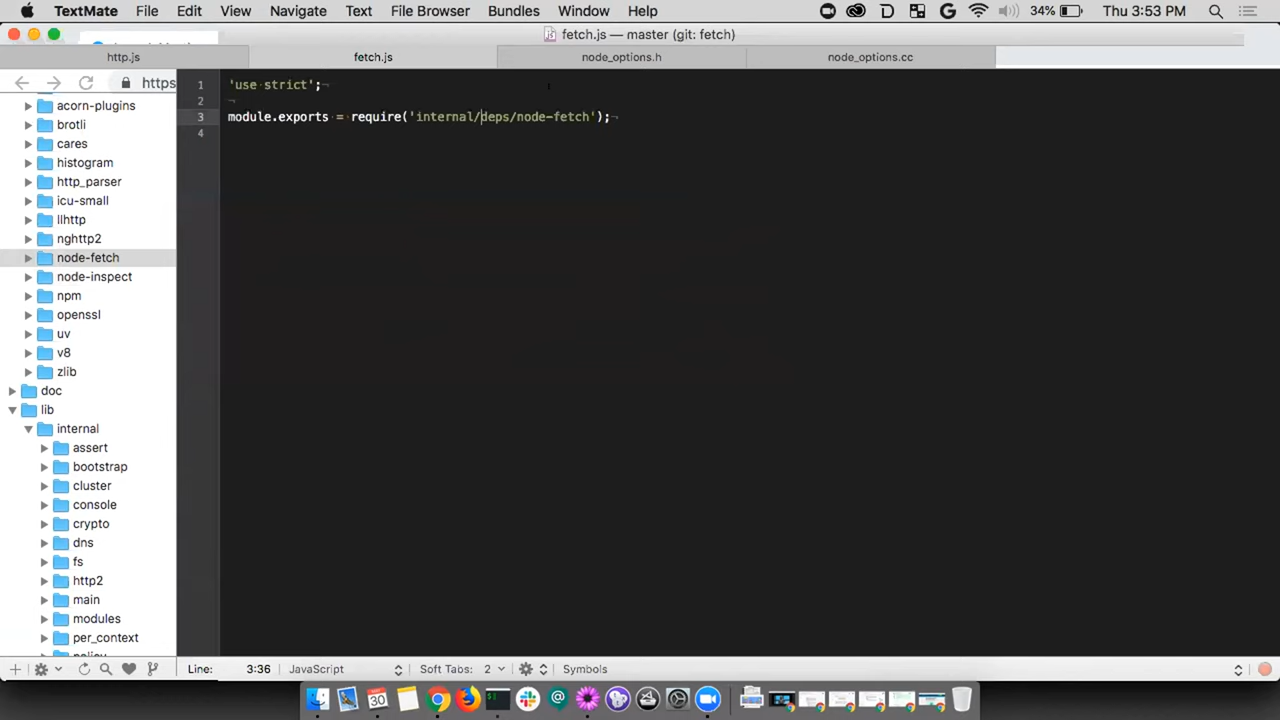 TextMate File Edit View Navigate Text File Browser Bundles Window Help 34% Thu 3:53 PM
fetch.js — master (git: fetch)
http.js fetch.js node_options.h node_options.cc
https
1 'use strict';
2
3 module.exports = require('internal/deps/node-fetch');
4
acorn-plugins
brotli
cares
histogram
http_parser
icu-small
llhttp
nghttp2
node-fetch
node-inspect
npm
openssl
uv
v8
zlib
doc
lib
internal
assert
bootstrap
cluster
console
crypto
dns
fs
http2
main
modules
per_context
policy
Line: 3:36 JavaScript Soft Tabs: 2 Symbols